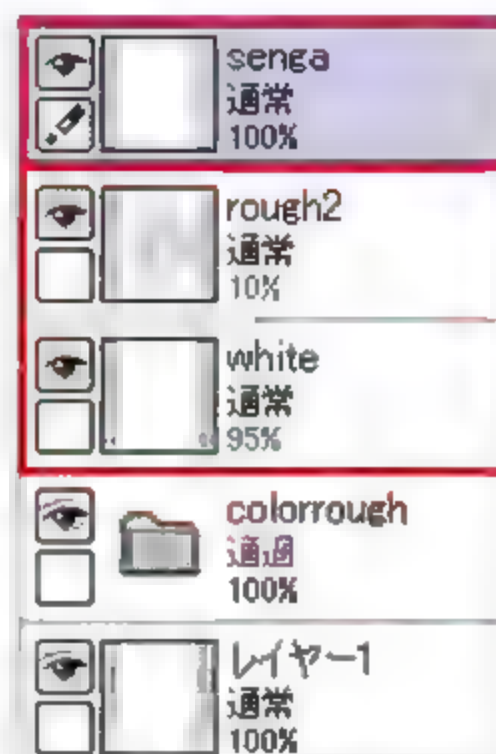 senga
通常
100%
rough2
通常
10%
white
通常
95%
colorrough
通過
100%
レイヤー1
通常
100%